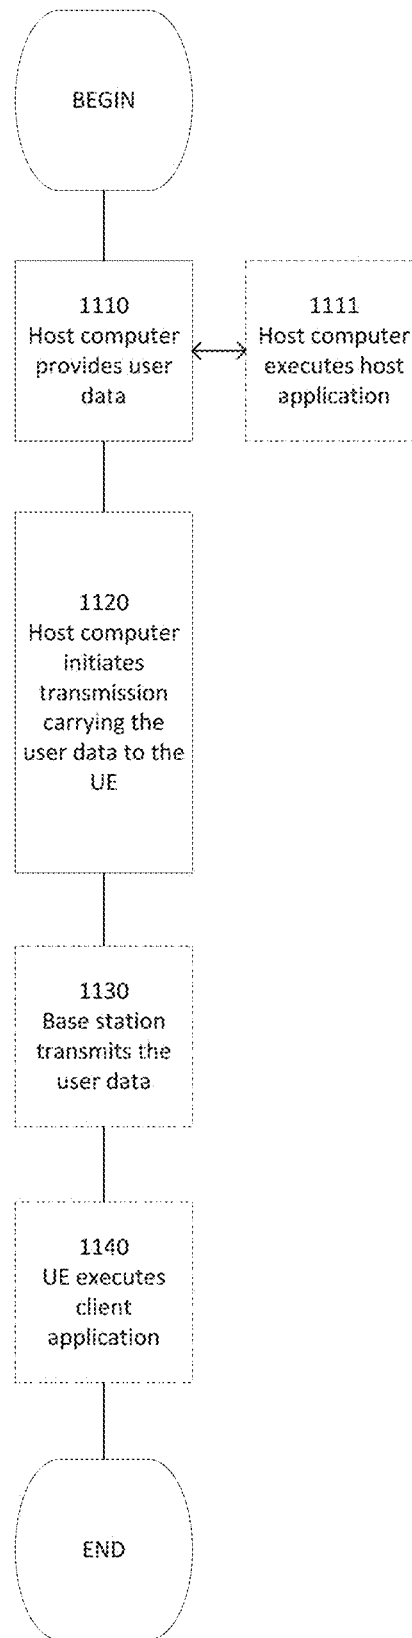 BEGIN
1110
Host computer
provides user
data
1111
Host computer
executes host
application
1120
Host computer
initiates
transmission
carrying the
user data to the
UE
1130
Base station
transmits the
user data
1140
UE executes
client
application
END